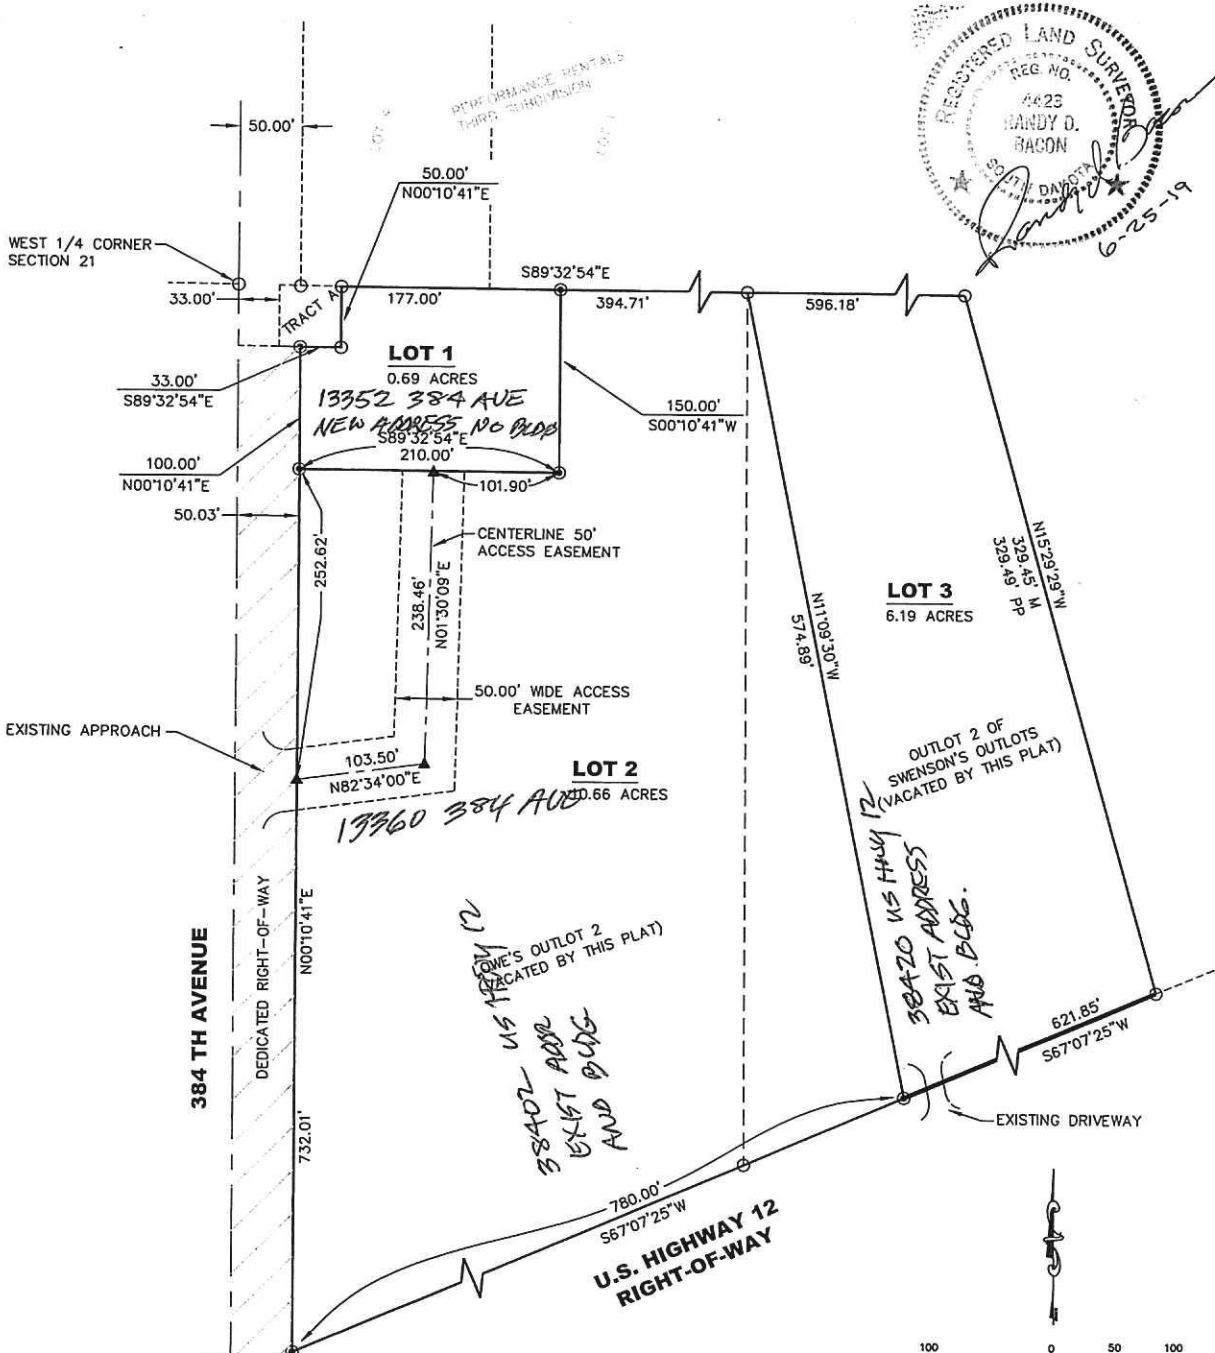 REGISTERED LAND SURVEYOR
REG. NO.
4423
RANDY D.
BACON
SOUTH DAKOTA
6-25-19
PERFORMANCE RENTALS
THIRD SUBDIVISION
50.00'
50.00'
N00°10'41"E
WEST 1/4 CORNER
SECTION 21
33.00'
TRACT A
177.00'
S89°32'54"E
394.71'
596.18'
LOT 1
0.69 ACRES
13352 384 AVE
NEW ADDRESS NO BLDG
33.00'
S89°32'54"E
150.00'
S00°10'41"W
S89°32'54"E
210.00'
101.90'
100.00'
N00°10'41"E
50.03'
CENTERLINE 50'
ACCESS EASEMENT
252.62'
238.46'
N01°30'09"E
N15°29'29"W
329.45' M
329.49' PP
LOT 3
6.19 ACRES
N11°09'30"W
574.89'
50.00' WIDE ACCESS
EASEMENT
EXISTING APPROACH
103.50'
N82°34'00"E
LOT 2
10.66 ACRES
13360 384 AVE
OUTLOT 2 OF
SWENSON'S OUTLOTS
(VACATED BY THIS PLAT)
38420 US HWY 12
EXIST ADDRESS
AND BLDG.
384 TH AVENUE
DEDICATED RIGHT-OF-WAY
N00°10'41"E
732.01'
LOWE'S OUTLOT 2
(VACATED BY THIS PLAT)
38402 US HWY 12
EXIST ADDR
AND BLDG
621.85'
S67°07'25"W
EXISTING DRIVEWAY
780.00'
S67°07'25"W
U.S. HIGHWAY 12
RIGHT-OF-WAY
100 0 50 100